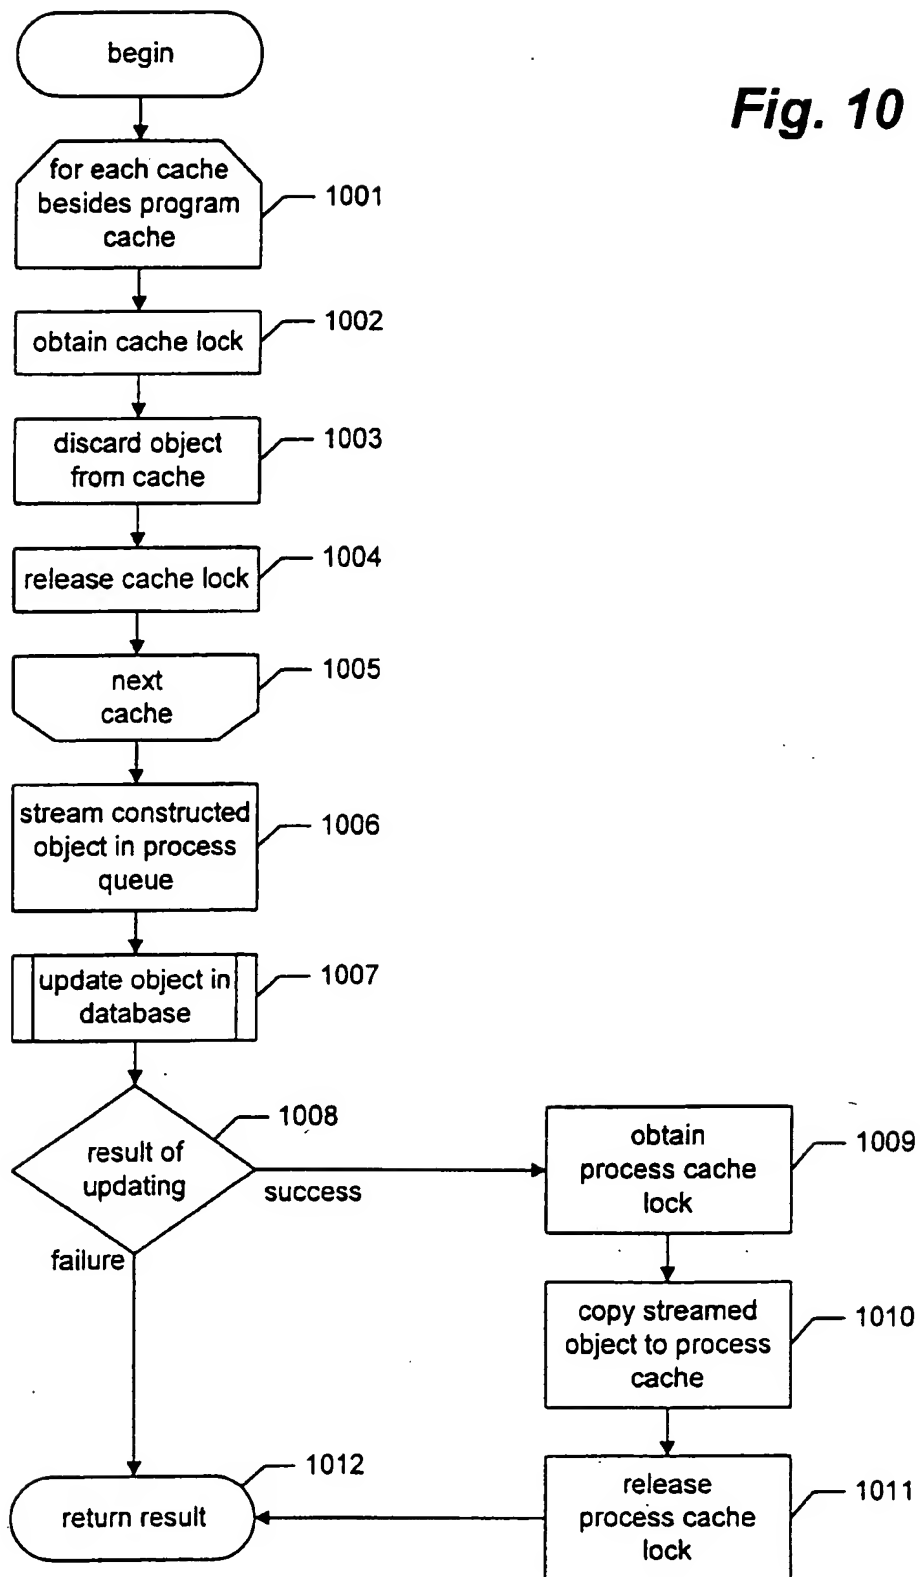 begin
Fig. 10
for each cache
besides program
cache
1001
obtain cache lock
1002
discard object
from cache
1003
release cache lock
1004
next
cache
1005
stream constructed
object in process
queue
1006
update object in
database
1007
result of
updating
1008
success
failure
obtain
process cache
lock
1009
copy streamed
object to process
cache
1010
release
process cache
lock
1011
return result
1012